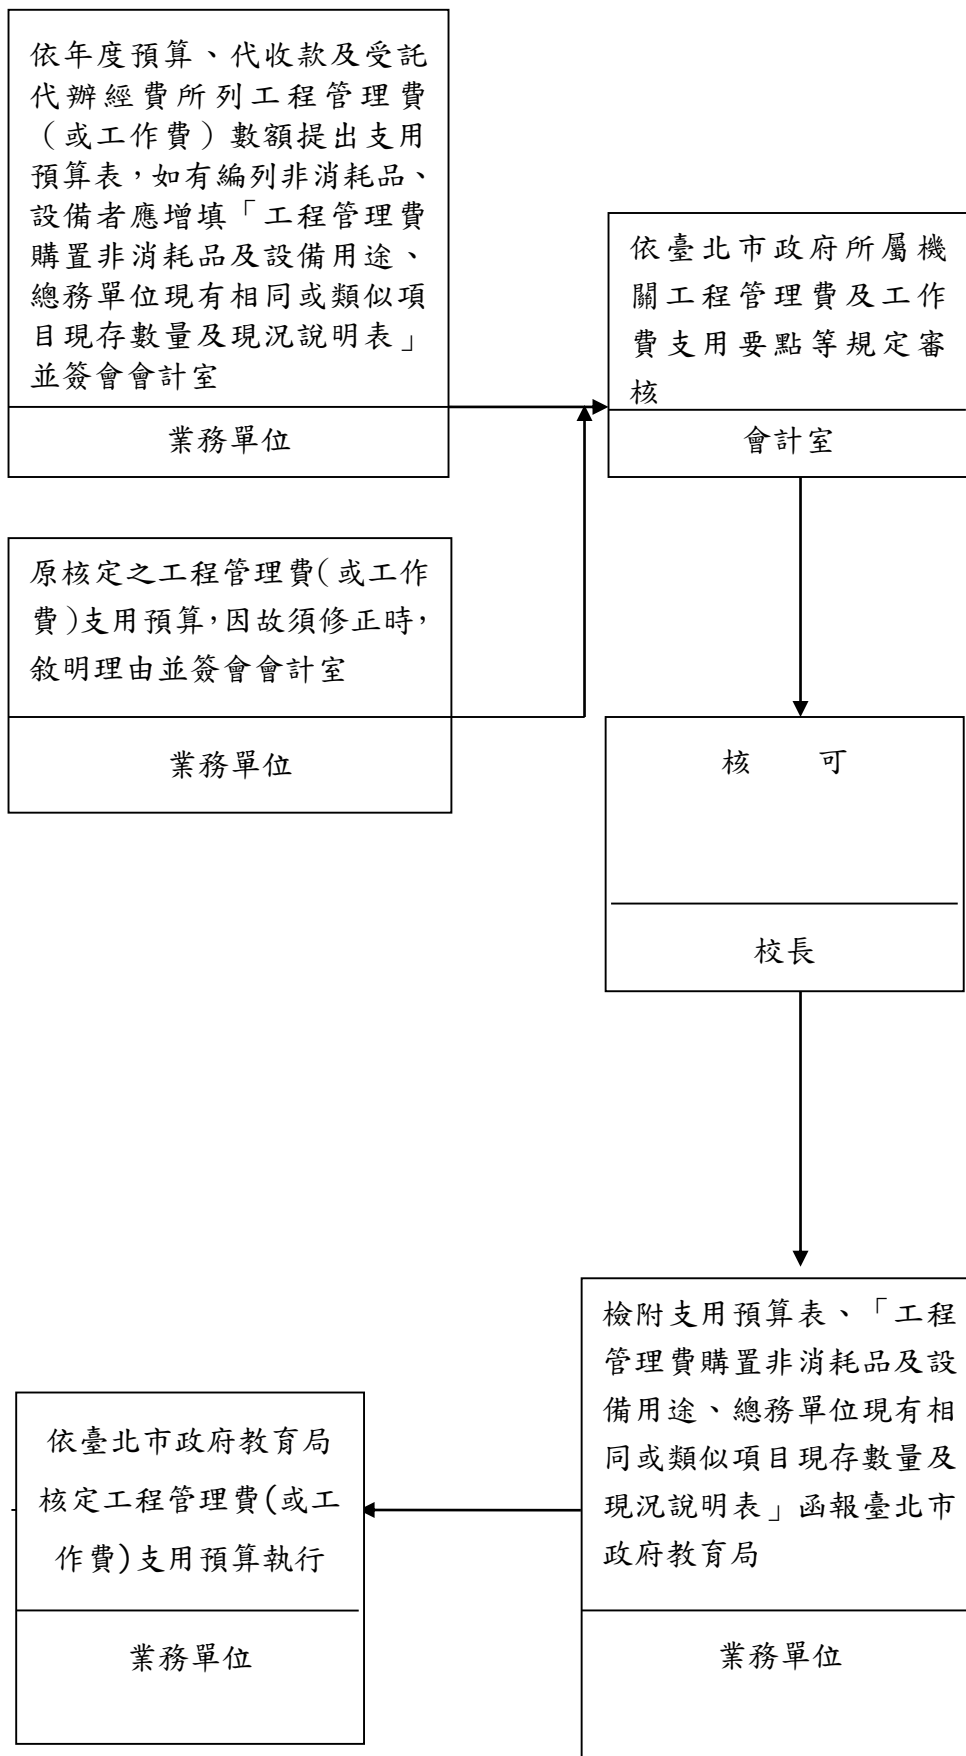 依年度預算、代收款及受託
代辦經費所列工程管理費
（或工作費）數額提出支用
預算表，如有編列非消耗品、
設備者應增填「工程管理費
購置非消耗品及設備用途、
總務單位現有相同或類似項
目現存數量及現況說明表」
並簽會會計室
業務單位
依臺北市政府所屬機
關工程管理費及工作
費支用要點等規定審
核
會計室
原核定之工程管理費(或工作
費)支用預算，因故須修正時，
敘明理由並簽會會計室
業務單位
核　可
校長
檢附支用預算表、「工程
管理費購置非消耗品及設
備用途、總務單位現有相
同或類似項目現存數量及
現況說明表」函報臺北市
政府教育局
業務單位
依臺北市政府教育局
核定工程管理費(或工
作費)支用預算執行
業務單位